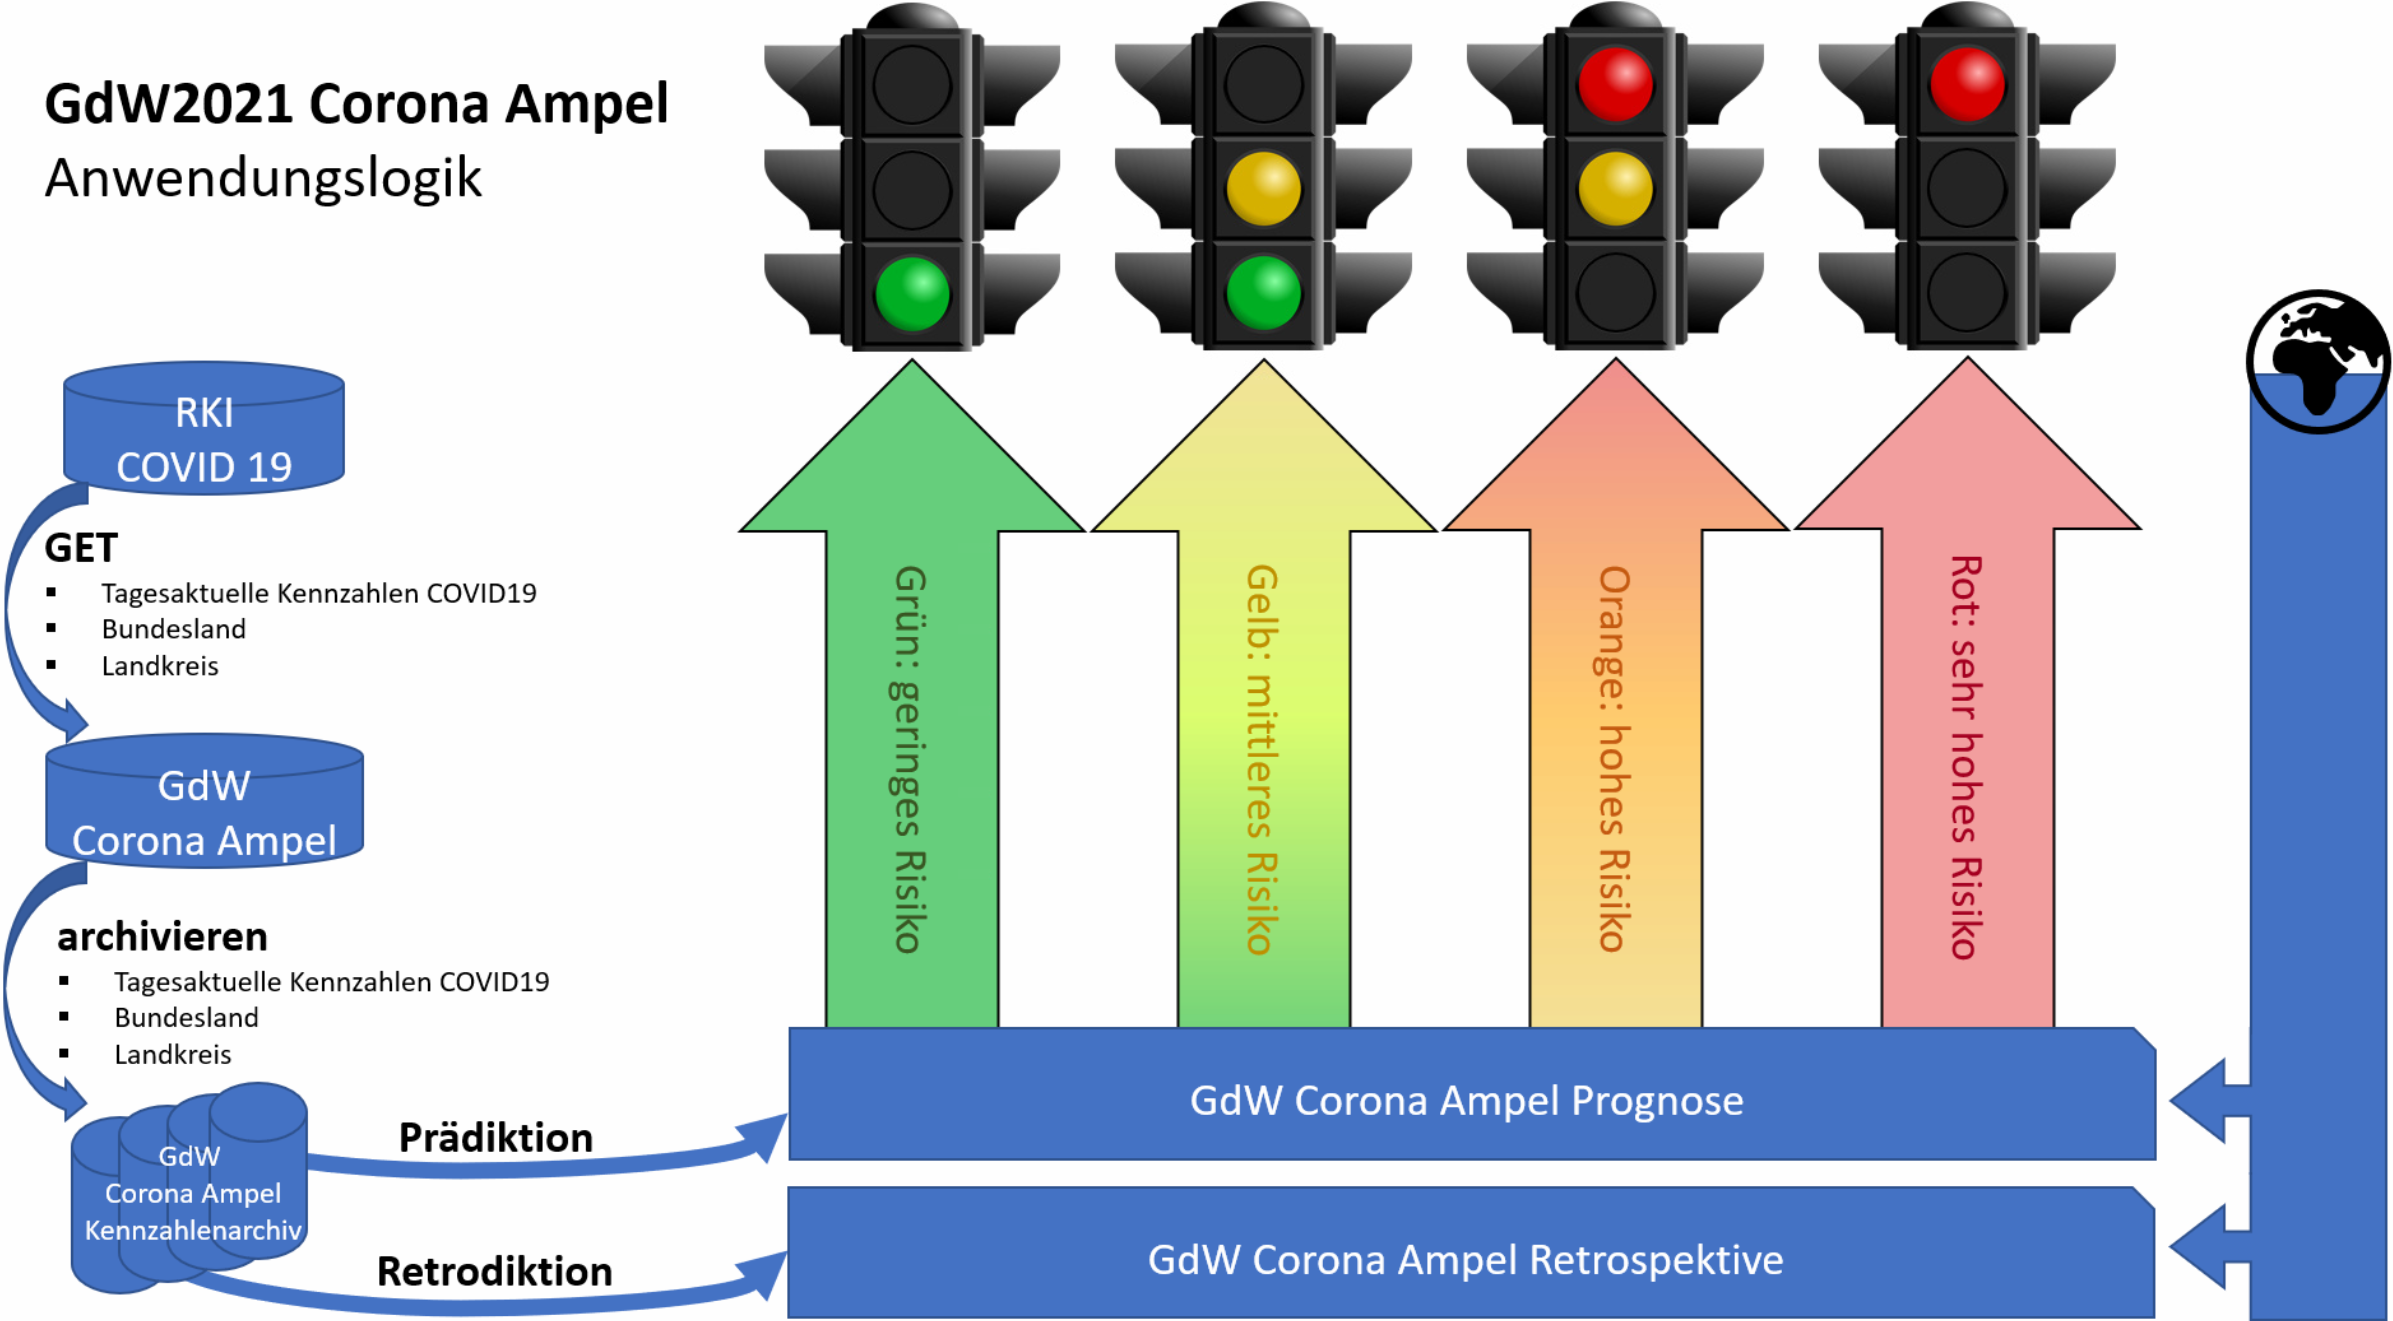 GdW2021 Corona Ampel
Anwendungslogik
RKI
COVID 19
GET
▪ Tagesaktuelle Kennzahlen COVID19
▪ Bundesland
▪ Landkreis
GdW
Corona Ampel
archivieren
▪ Tagesaktuelle Kennzahlen COVID19
▪ Bundesland
▪ Landkreis
GdW
Corona Ampel
Kennzahlenarchiv
Prädiktion
Retrodiktion
Grün: geringes Risiko
Gelb: mittleres Risiko
Orange: hohes Risiko
Rot: sehr hohes Risiko
GdW Corona Ampel Prognose
GdW Corona Ampel Retrospektive